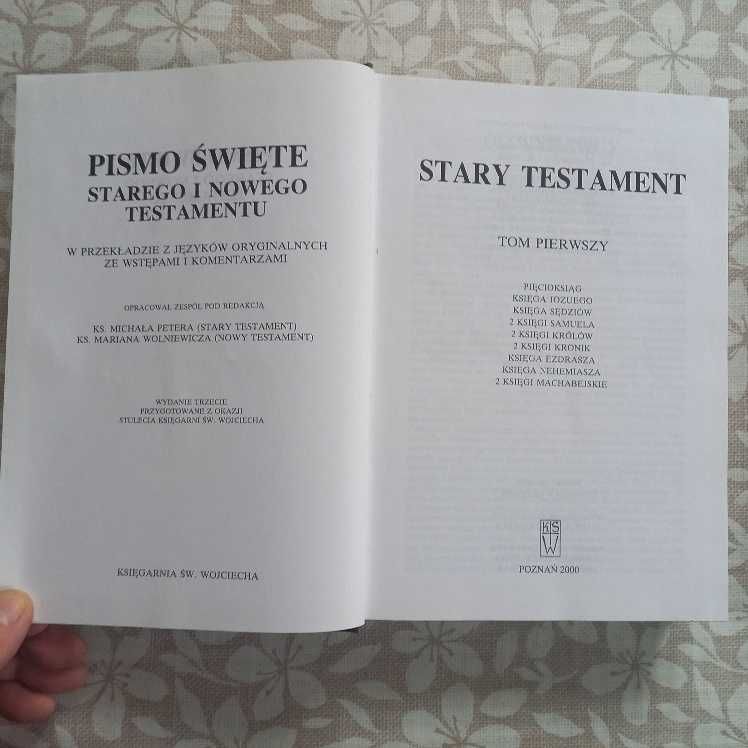 PISMO ŚWIĘTE
STAREGO I NOWEGO
TESTAMENTU
W PRZEKŁADZIE Z JĘZYKÓW ORYGINALNYCH
ZE WSTĘPAMI I KOMENTARZAMI
OPRACOWAŁ ZESPÓŁ POD REDAKCJĄ
KS. MICHAŁA PETERA (STARY TESTAMENT)
KS. MARIANA WOLNIEWICZA (NOWY TESTAMENT)
WYDANIE TRZECIE
PRZYGOTOWANE Z OKAZJI
STULECIA KSIĘGARNI ŚW. WOJCIECHA
KSIĘGARNIA ŚW. WOJCIECHA
STARY TESTAMENT
TOM PIERWSZY
PIĘCIOKSIĄG
KSIĘGA JOZUEGO
KSIĘGA SĘDZIÓW
2 KSIĘGI SAMUELA
2 KSIĘGI KRÓLÓW
2 KSIĘGI KRONIK
KSIĘGA EZDRASZA
KSIĘGA NEHEMIASZA
2 KSIĘGI MACHABEJSKIE
KSW
POZNAŃ 2000